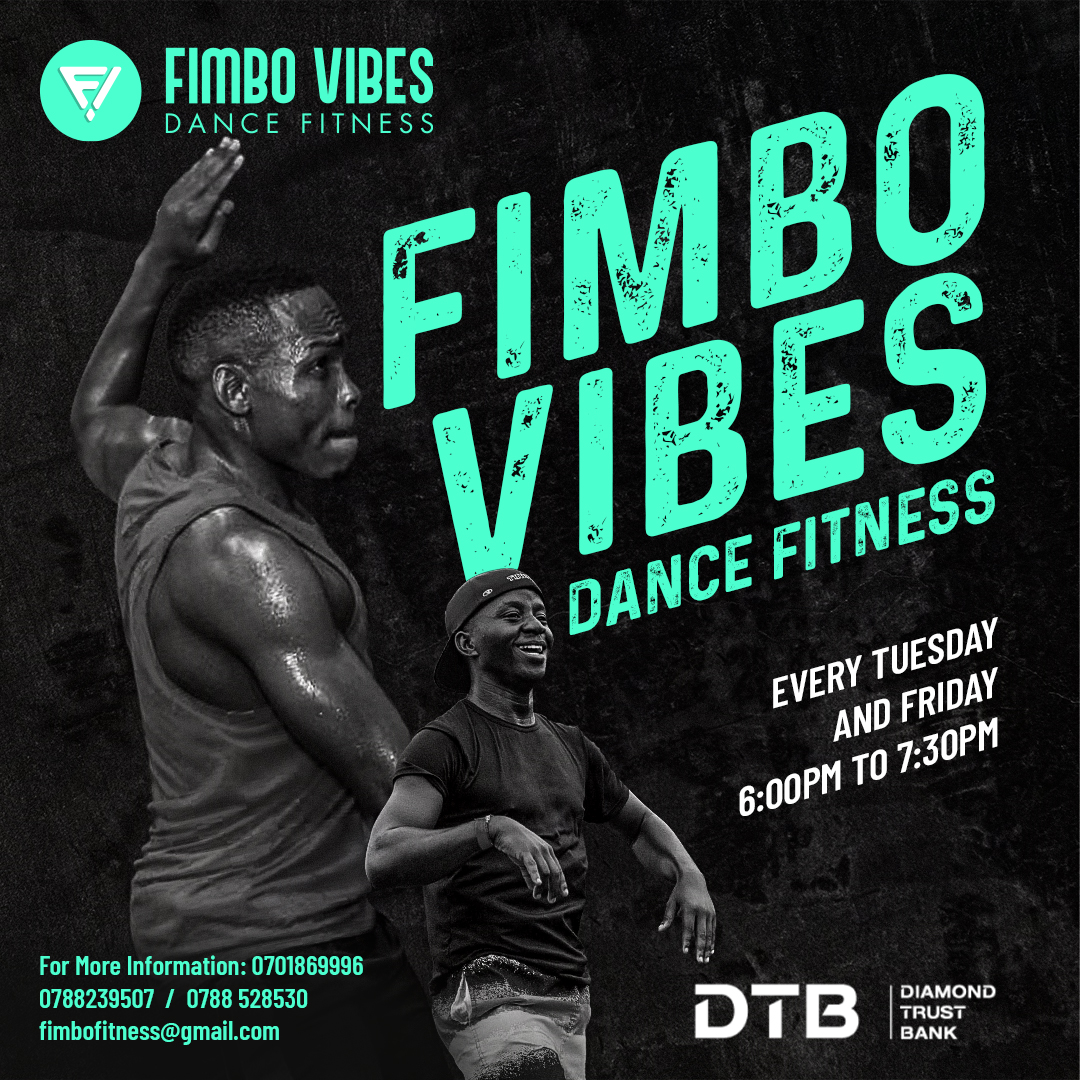 FIMBO VIBES
DANCE FITNESS
FIMBO
VIBES
DANCE FITNESS
EVERY TUESDAY
AND FRIDAY
6:00PM TO 7:30PM
For More Information: 0701869996
0788239507 / 0788 528530
fimbofitness@gmail.com
DTB
DIAMOND
TRUST
BANK